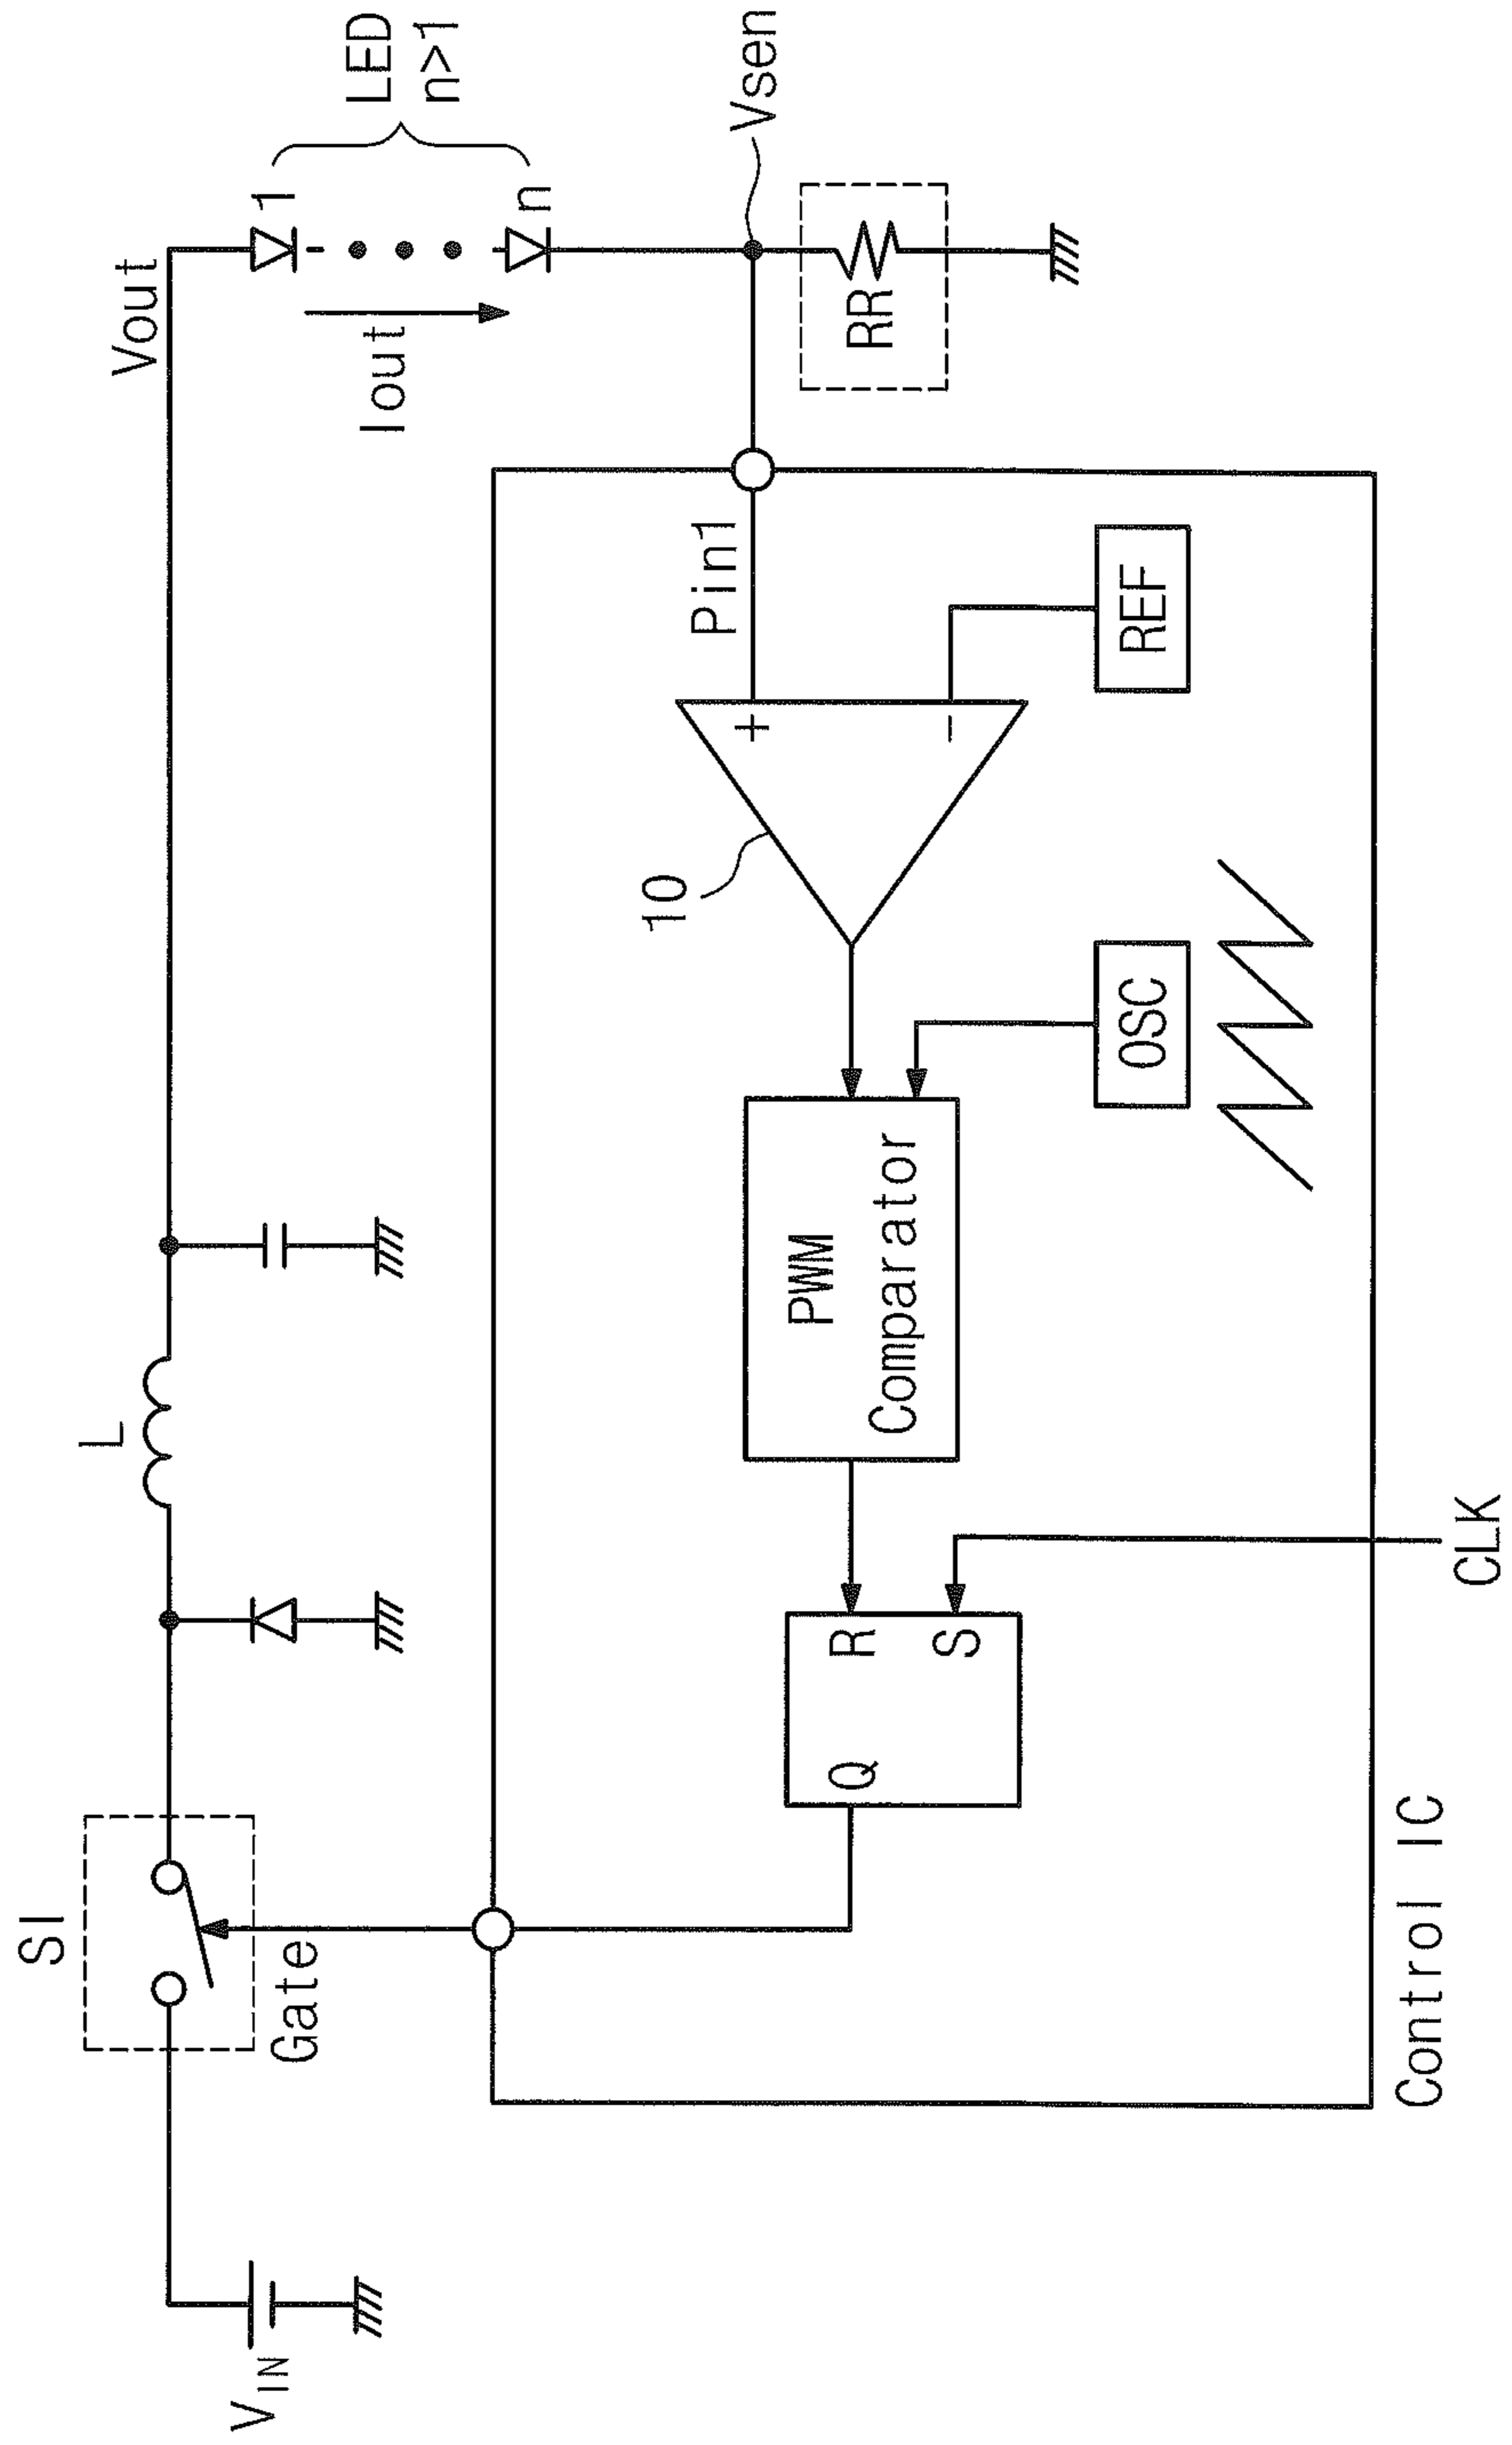 SI
L
Vout
1
LED
n>1
Iout
n
VIN
Gate
Vsen
RR
Pin1
10
+
-
REF
PWM
Comparator
OSC
Q
R
S
CLK
Control IC